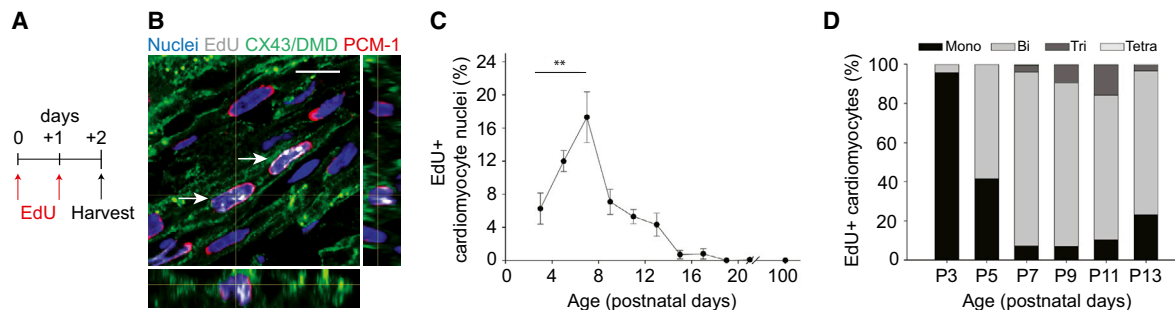 A
days
0 +1 +2
EdU Harvest
B
Nuclei EdU CX43/DMD PCM-1
C
**
EdU+
cardiomyocyte nuclei (%)
24
20
16
12
8
4
0
0 4 8 12 16 20 100
Age (postnatal days)
D
Mono Bi Tri Tetra
EdU+ cardiomyocytes (%)
100
80
60
40
20
0
P3 P5 P7 P9 P11 P13
Age (postnatal days)